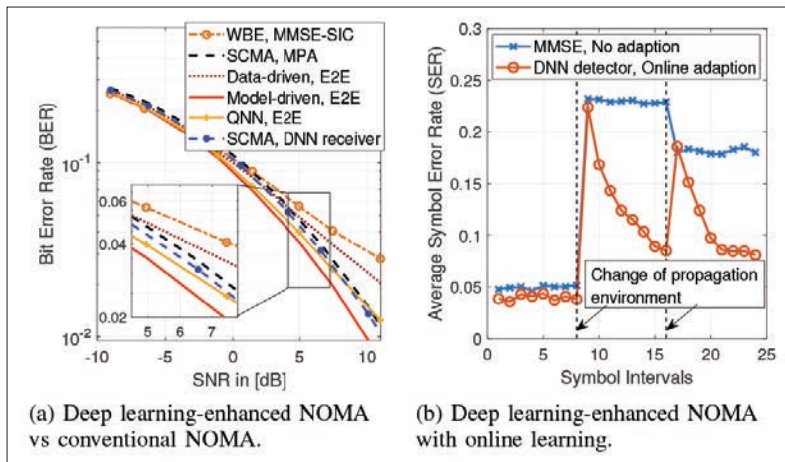 WBE, MMSE-SIC
SCMA, MPA
Data-driven, E2E
Model-driven, E2E
QNN, E2E
SCMA, DNN receiver
Bit Error Rate (BER)
10-1
10-2
0.06
0.04
0.02
5 6 7
-10 -5 0 5 10
SNR in [dB]
(a) Deep learning-enhanced NOMA
vs conventional NOMA.
MMSE, No adaption
DNN detector, Online adaption
Average Symbol Error Rate (SER)
0.3
0.25
0.2
0.15
0.1
0.05
0
Change of propagation
environment
0 5 10 15 20 25
Symbol Intervals
(b) Deep learning-enhanced NOMA
with online learning.